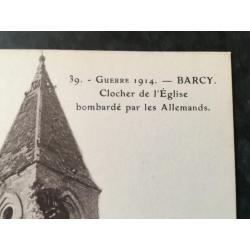 39. - GUERRE 1914. — BARCY.
Clocher de l'Église
bombardé par les Allemands.